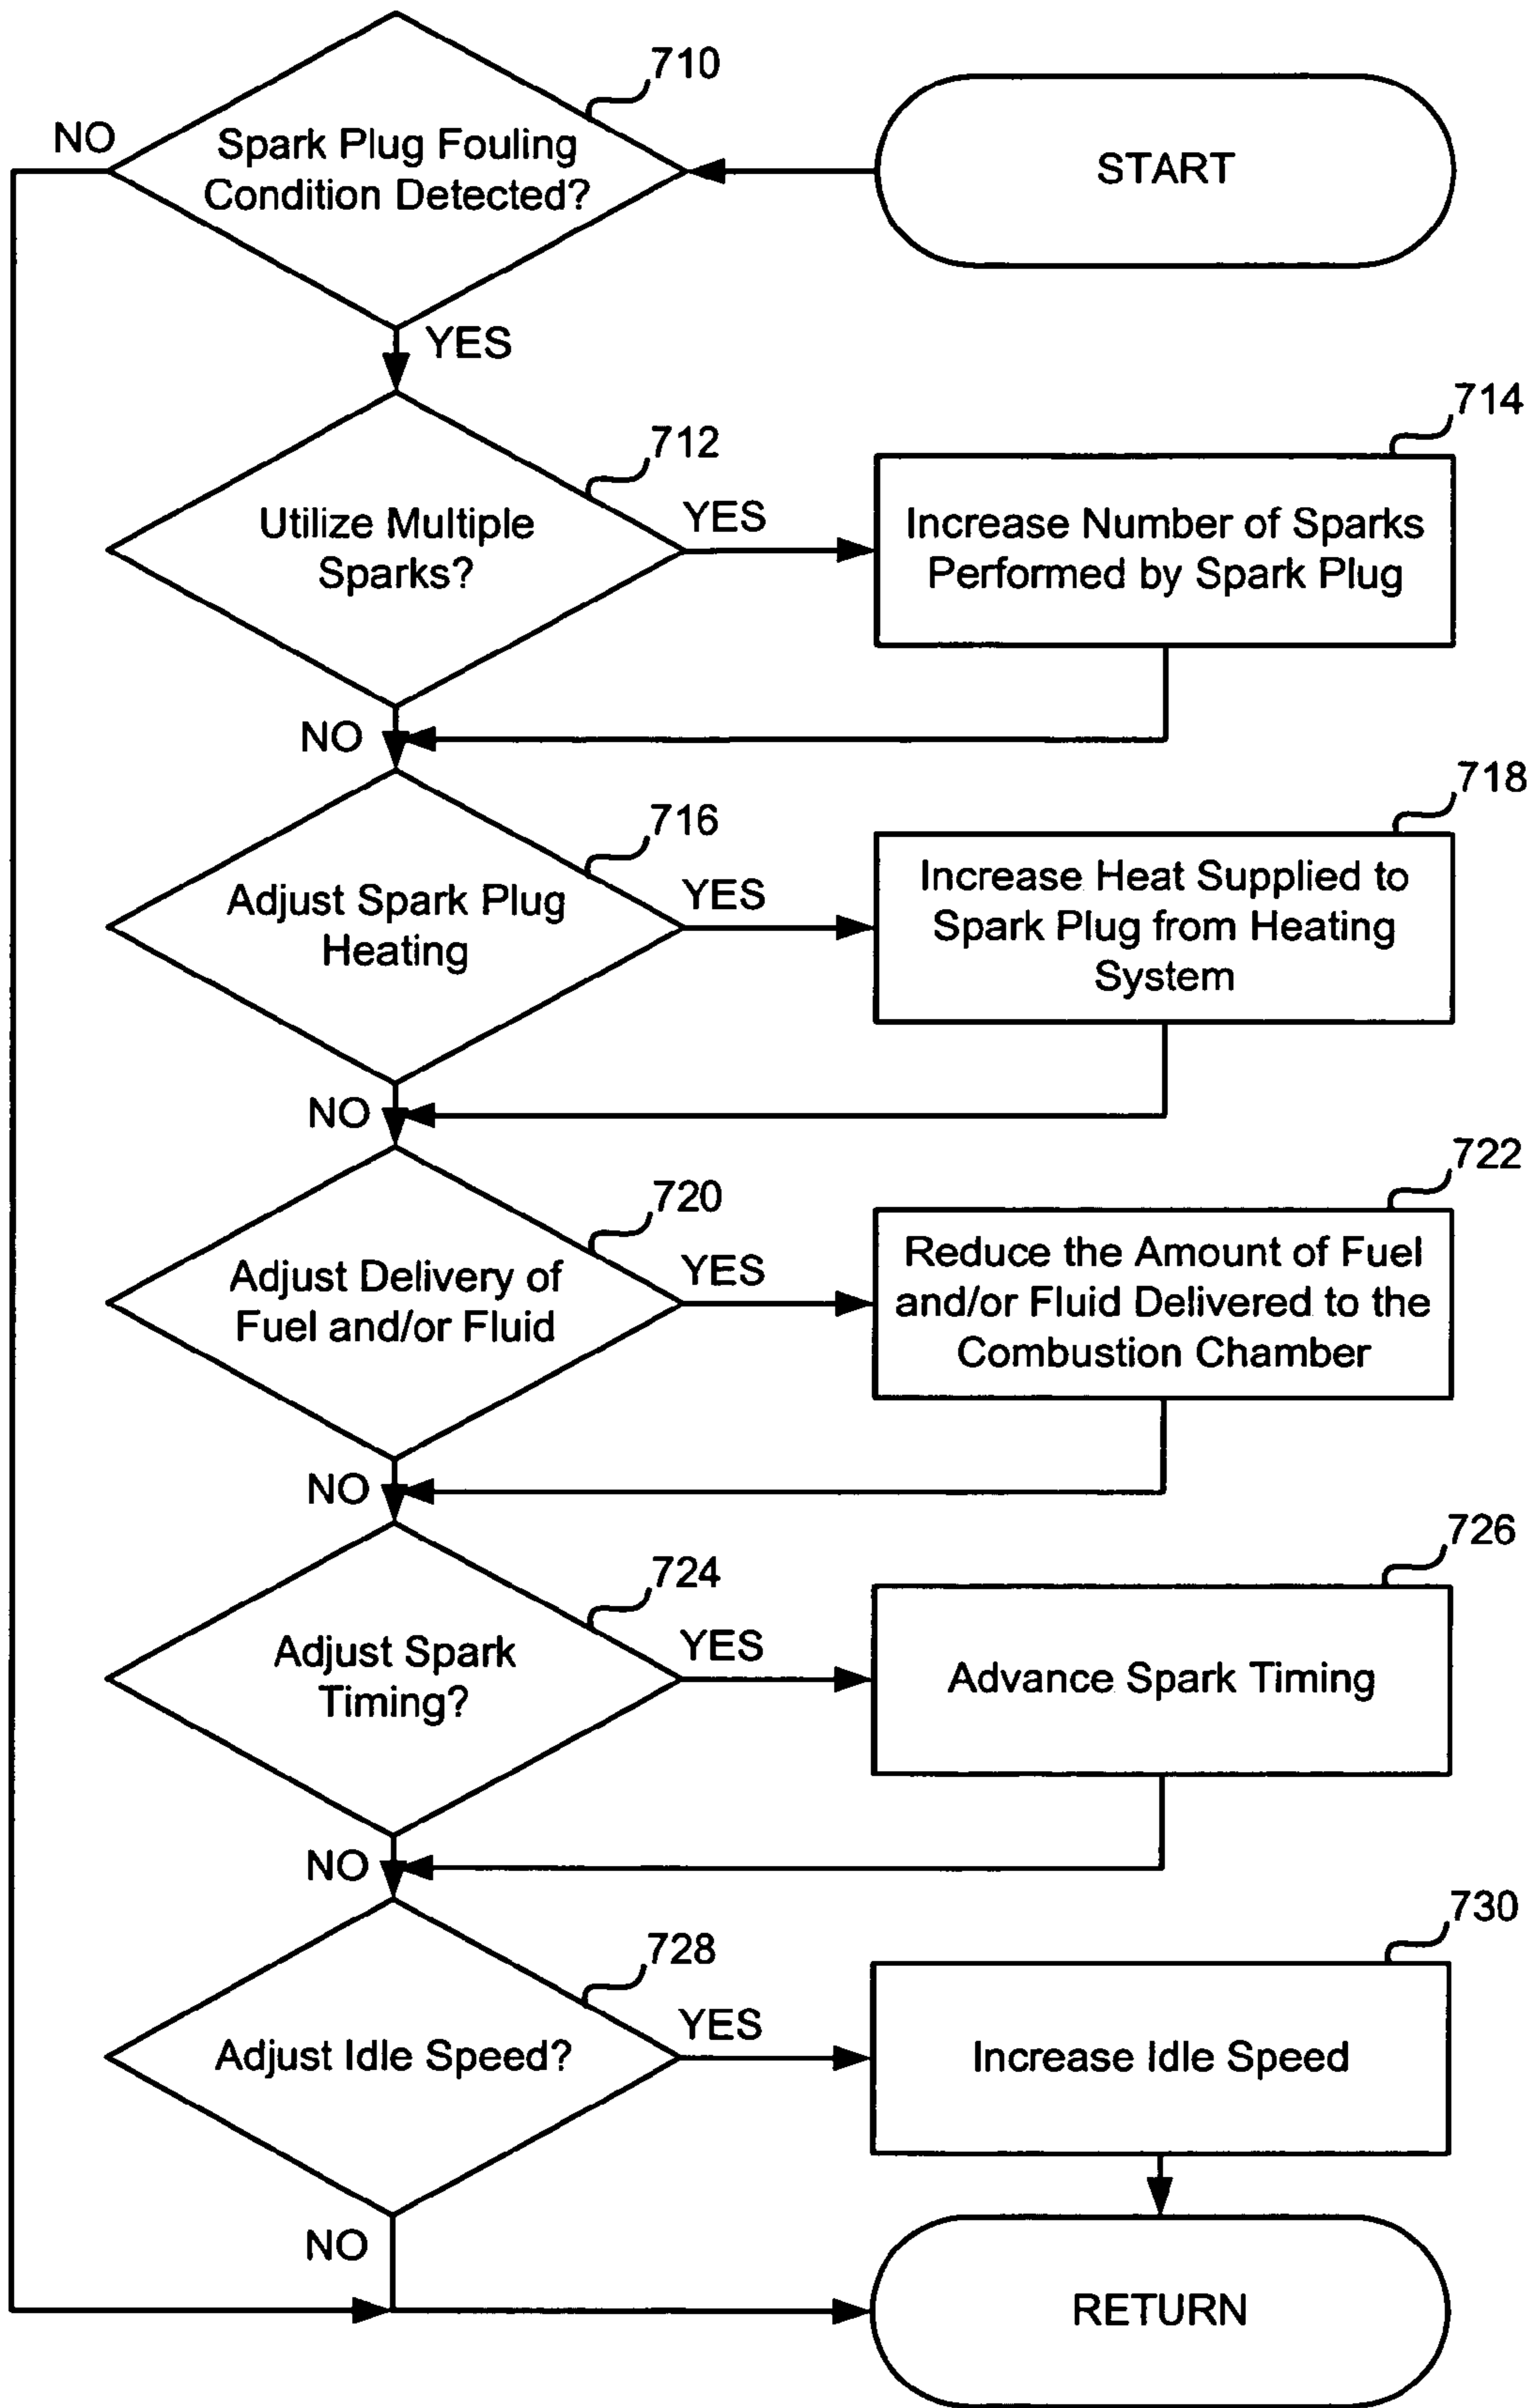 710
NO
Spark Plug Fouling
Condition Detected?
START
YES
712
714
Utilize Multiple
Sparks?
YES
Increase Number of Sparks
Performed by Spark Plug
NO
716
718
Adjust Spark Plug
Heating
YES
Increase Heat Supplied to
Spark Plug from Heating
System
NO
720
722
Adjust Delivery of
Fuel and/or Fluid
YES
Reduce the Amount of Fuel
and/or Fluid Delivered to the
Combustion Chamber
NO
724
726
Adjust Spark
Timing?
YES
Advance Spark Timing
NO
728
730
Adjust Idle Speed?
YES
Increase Idle Speed
NO
RETURN